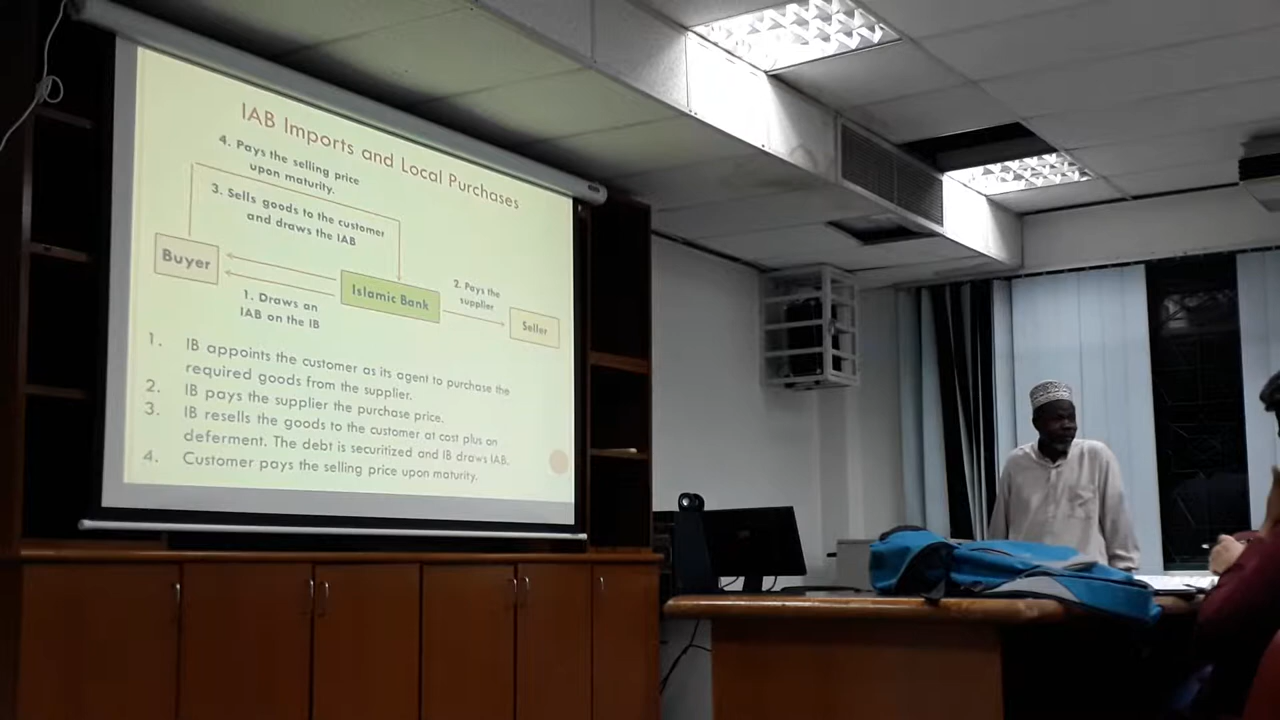 IAB Imports and Local Purchases
4. Pays the selling price
upon maturity.
3. Sells goods to the customer
and draws the IAB
Buyer
Islamic Bank
2. Pays the
supplier
Seller
1. Draws an
IAB on the IB
1. IB appoints the customer as its agent to purchase the
required goods from the supplier.
2. IB pays the supplier the purchase price.
3. IB resells the goods to the customer at cost plus on
deferment. The debt is securitized and IB draws IAB.
4. Customer pays the selling price upon maturity.